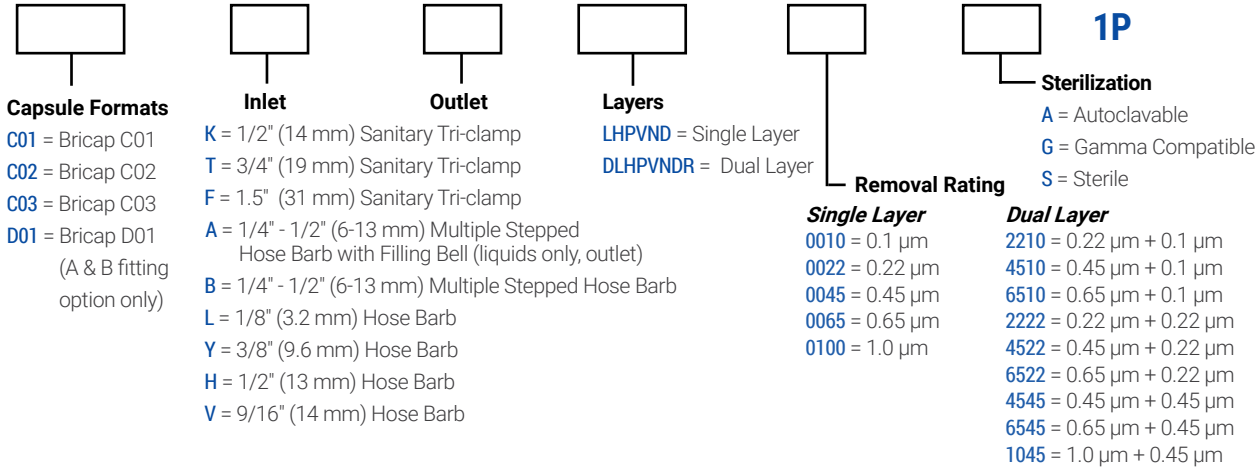 1P
Capsule Formats
C01 = Bricap C01
C02 = Bricap C02
C03 = Bricap C03
D01 = Bricap D01
(A & B fitting
option only)
Inlet
Outlet
K = 1/2" (14 mm) Sanitary Tri-clamp
T = 3/4" (19 mm) Sanitary Tri-clamp
F = 1.5" (31 mm) Sanitary Tri-clamp
A = 1/4" - 1/2" (6-13 mm) Multiple Stepped
Hose Barb with Filling Bell (liquids only, outlet)
B = 1/4" - 1/2" (6-13 mm) Multiple Stepped Hose Barb
L = 1/8" (3.2 mm) Hose Barb
Y = 3/8" (9.6 mm) Hose Barb
H = 1/2" (13 mm) Hose Barb
V = 9/16" (14 mm) Hose Barb
Layers
LHPVND = Single Layer
DLHPVNDR = Dual Layer
Removal Rating
Single Layer
0010 = 0.1 µm
0022 = 0.22 µm
0045 = 0.45 µm
0065 = 0.65 µm
0100 = 1.0 µm
Dual Layer
2210 = 0.22 µm + 0.1 µm
4510 = 0.45 µm + 0.1 µm
6510 = 0.65 µm + 0.1 µm
2222 = 0.22 µm + 0.22 µm
4522 = 0.45 µm + 0.22 µm
6522 = 0.65 µm + 0.22 µm
4545 = 0.45 µm + 0.45 µm
6545 = 0.65 µm + 0.45 µm
1045 = 1.0 µm + 0.45 µm
Sterilization
A = Autoclavable
G = Gamma Compatible
S = Sterile